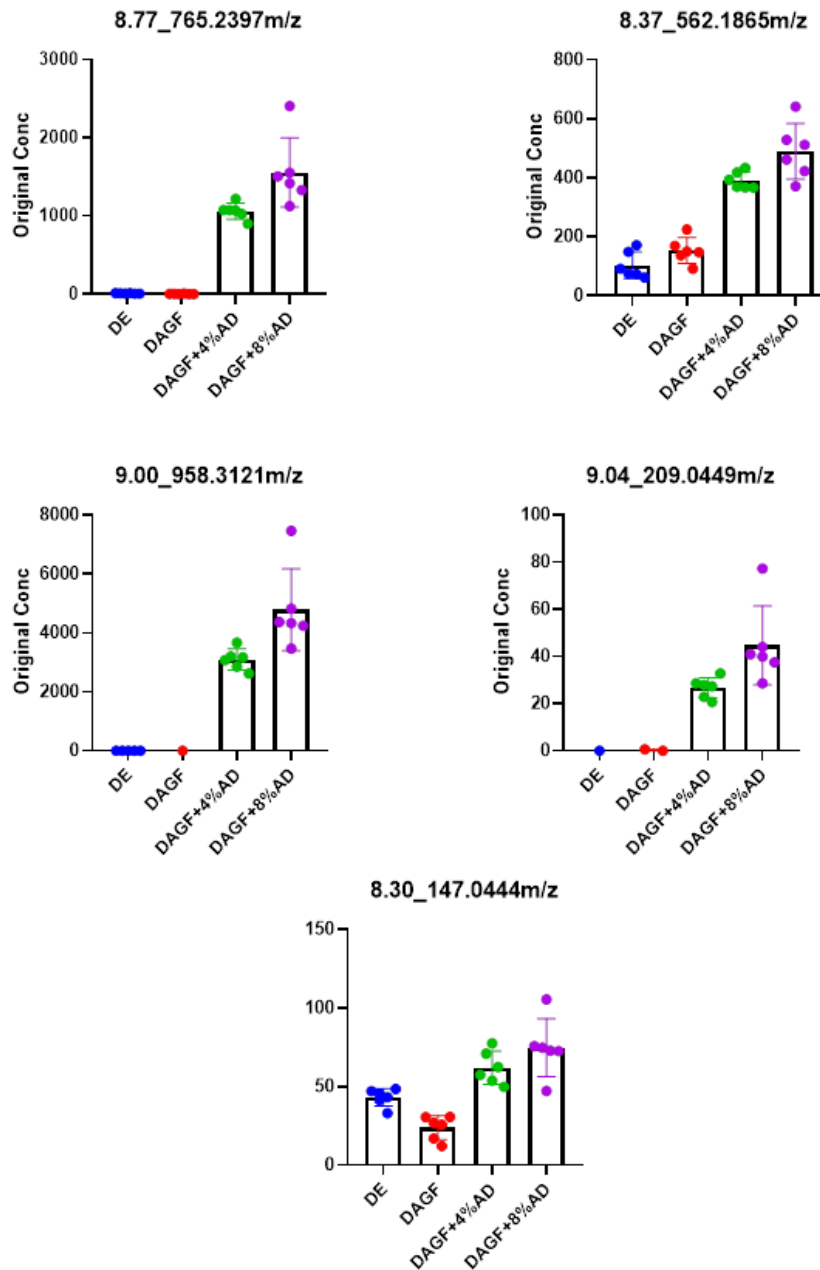 8.77_765.2397m/z
8.37_562.1865m/z
Original Conc
3000
2000
1000
0
DE
DAGF
DAGF+4%AD
DAGF+8%AD
Original Conc
800
600
400
200
0
DE
DAGF
DAGF+4%AD
DAGF+8%AD
9.00_958.3121m/z
9.04_209.0449m/z
Original Conc
8000
6000
4000
2000
0
DE
DAGF
DAGF+4%AD
DAGF+8%AD
Original Conc
100
80
60
40
20
0
DE
DAGF
DAGF+4%AD
DAGF+8%AD
8.30_147.0444m/z
150
100
50
0
DE
DAGF
DAGF+4%AD
DAGF+8%AD